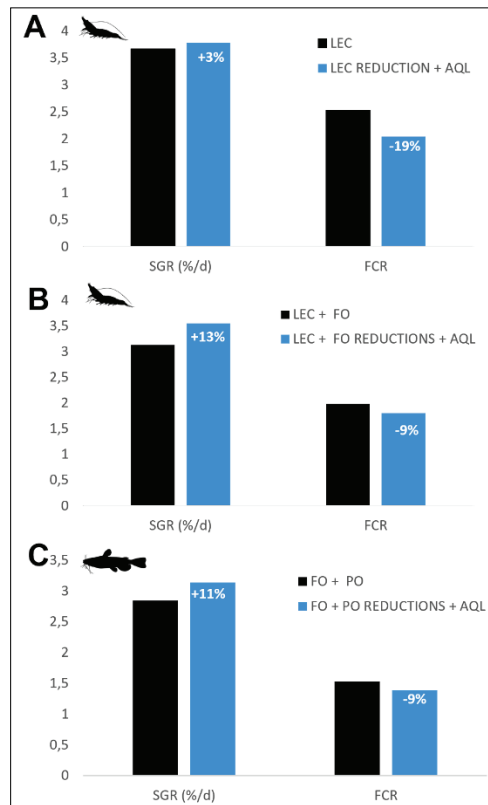 A
4
3,5
3
2,5
2
1,5
1
0,5
0
LEC
LEC REDUCTION + AQL
+3%
-19%
SGR (%/d)
FCR
B
4
3,5
3
2,5
2
1,5
1
0,5
0
LEC + FO
LEC + FO REDUCTIONS + AQL
+13%
-9%
SGR (%/d)
FCR
C
3,5
3
2,5
2
1,5
1
0,5
0
FO + PO
FO + PO REDUCTIONS + AQL
+11%
-9%
SGR (%/d)
FCR